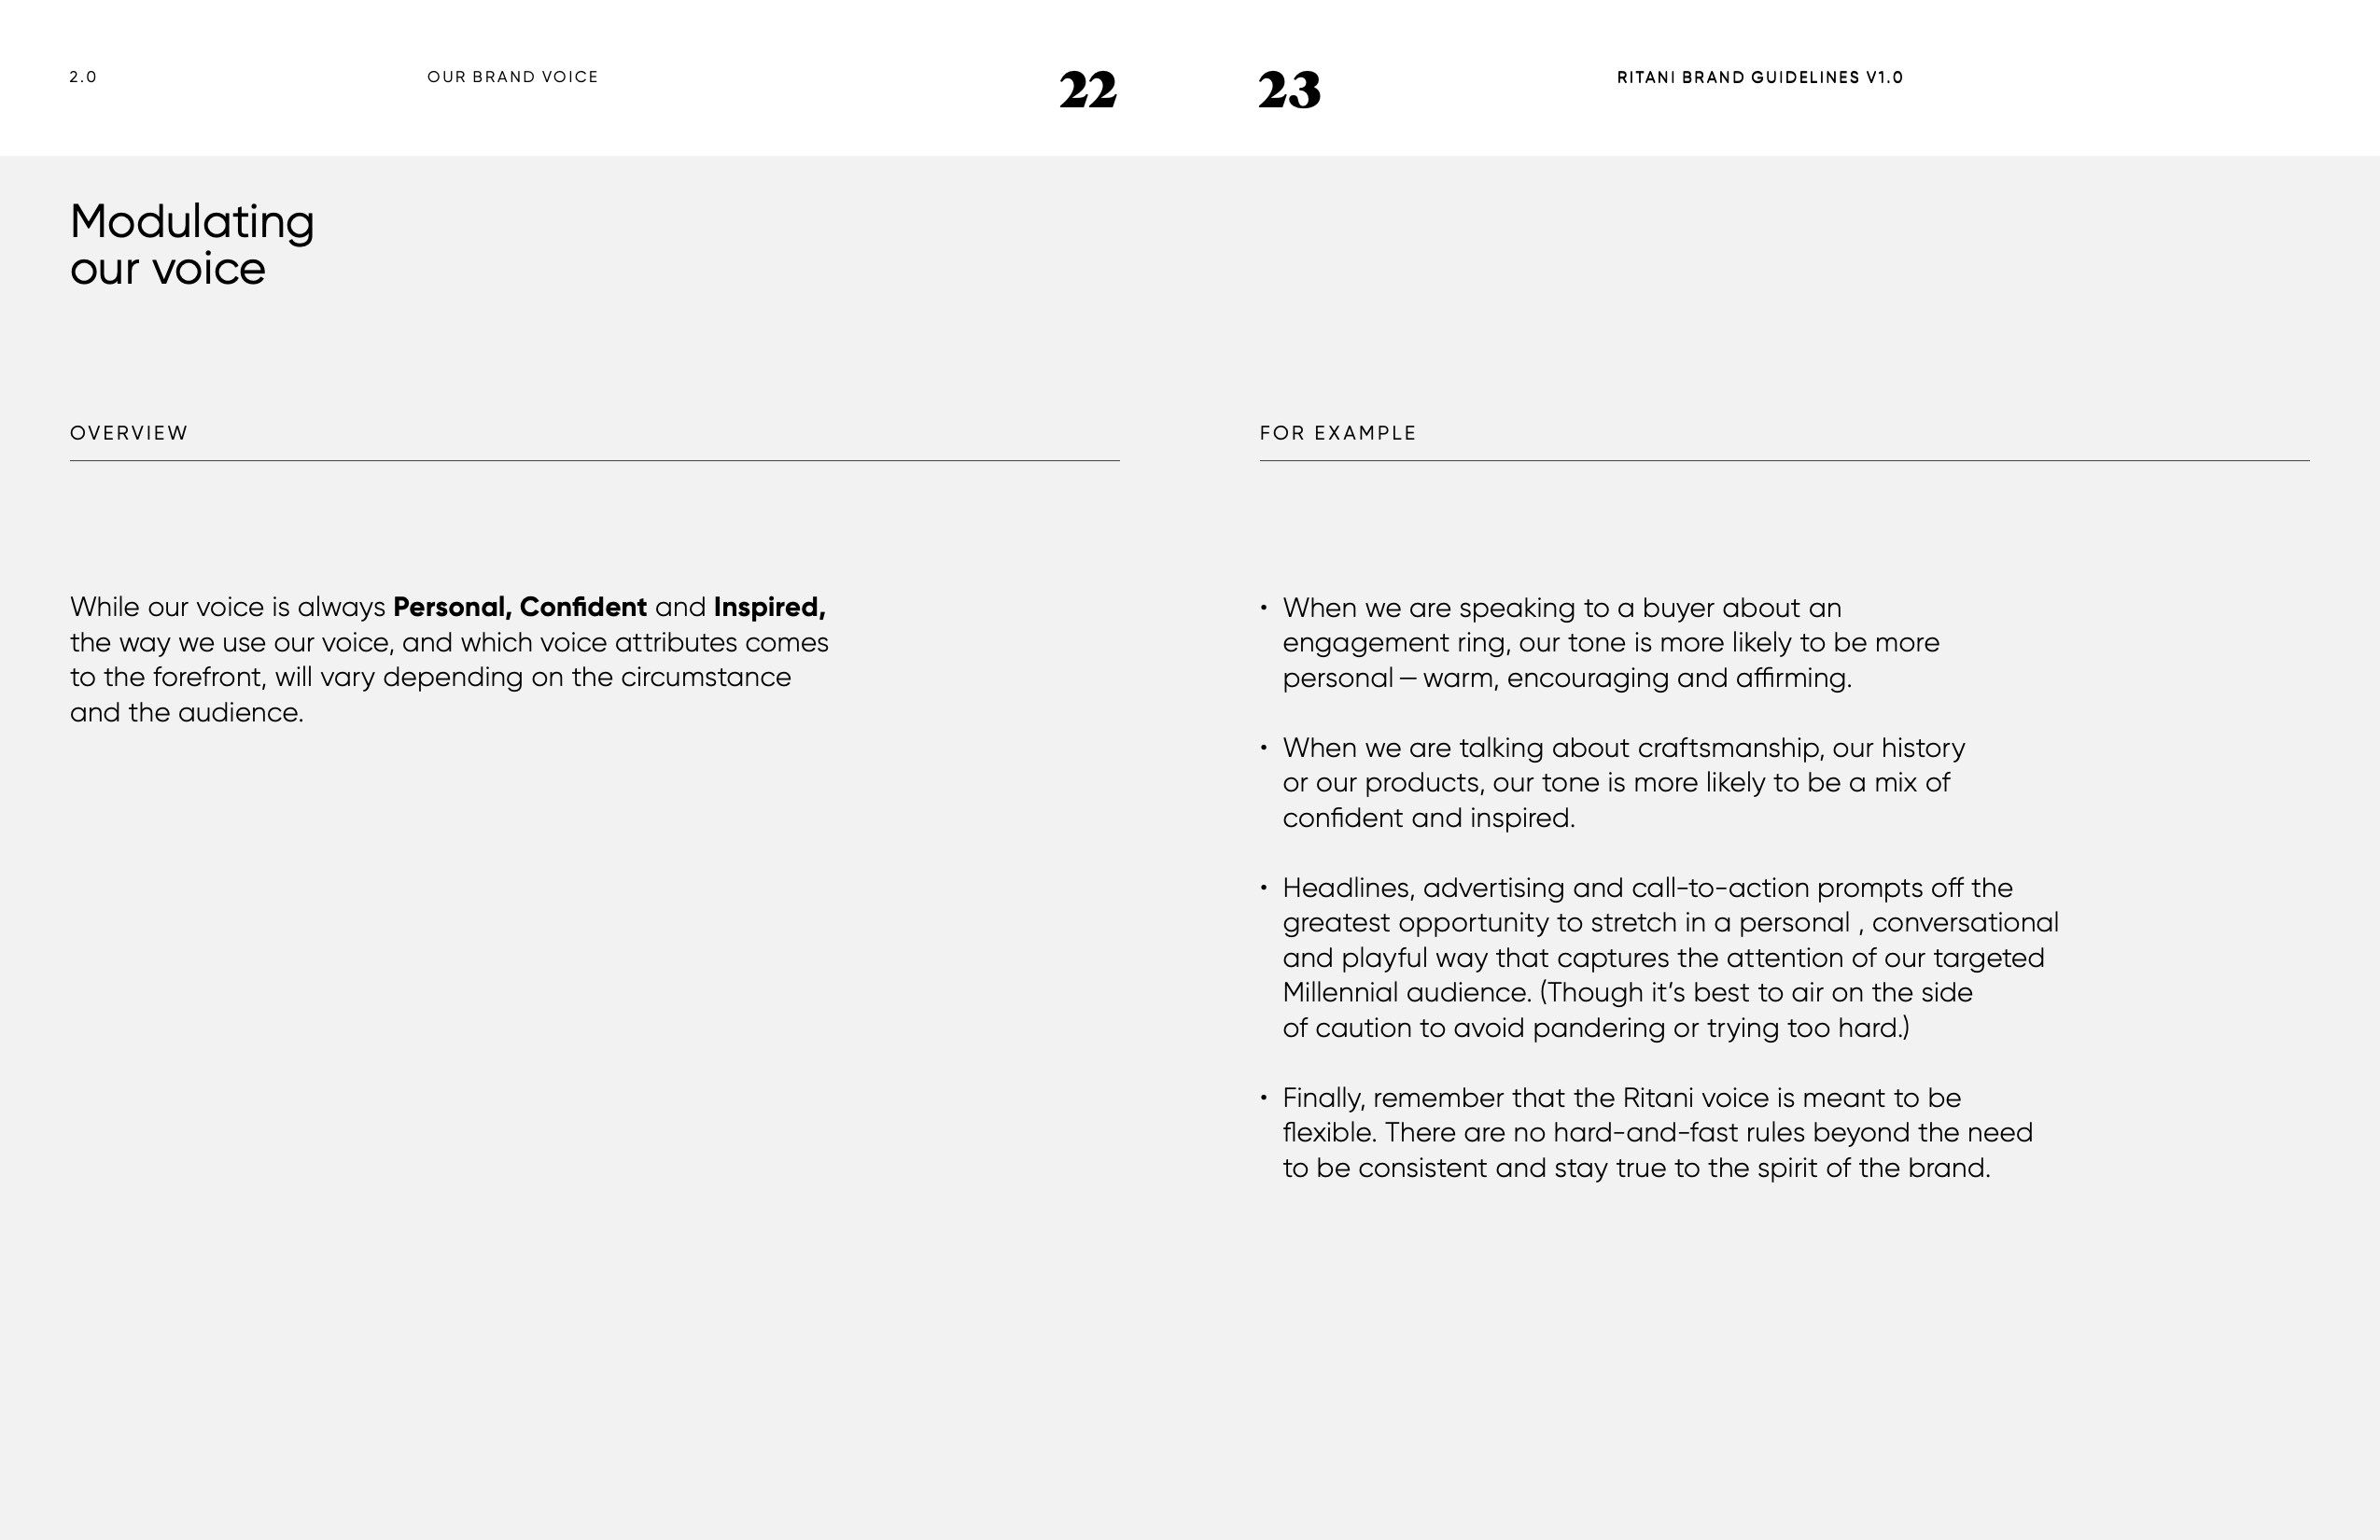 2.0
OUR BRAND VOICE
22
23
RITANI BRAND GUIDELINES V1.0
Modulating
our voice
OVERVIEW
While our voice is always Personal, Confident and Inspired,
the way we use our voice, and which voice attributes comes
to the forefront, will vary depending on the circumstance
and the audience.
FOR EXAMPLE
• When we are speaking to a buyer about an
engagement ring, our tone is more likely to be more
personal — warm, encouraging and affirming.
• When we are talking about craftsmanship, our history
or our products, our tone is more likely to be a mix of
confident and inspired.
• Headlines, advertising and call-to-action prompts off the
greatest opportunity to stretch in a personal , conversational
and playful way that captures the attention of our targeted
Millennial audience. (Though it's best to air on the side
of caution to avoid pandering or trying too hard.)
• Finally, remember that the Ritani voice is meant to be
flexible. There are no hard-and-fast rules beyond the need
to be consistent and stay true to the spirit of the brand.